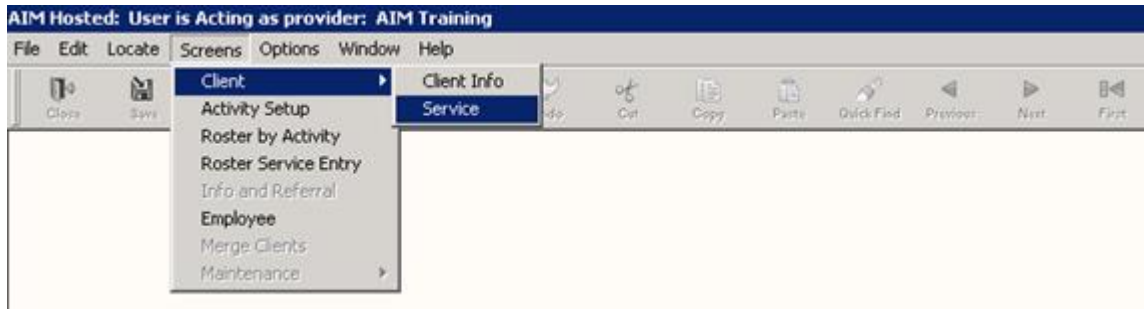 AIM Hosted: User is Acting as provider: AIM Training
File Edit Locate Screens Options Window Help
Client Client Info
Activity Setup Service
Close Save Cut Copy Paste Quick Find Previous Next First
Roster by Activity
Roster Service Entry
Info and Referral
Employee
Merge Clients
Maintenance